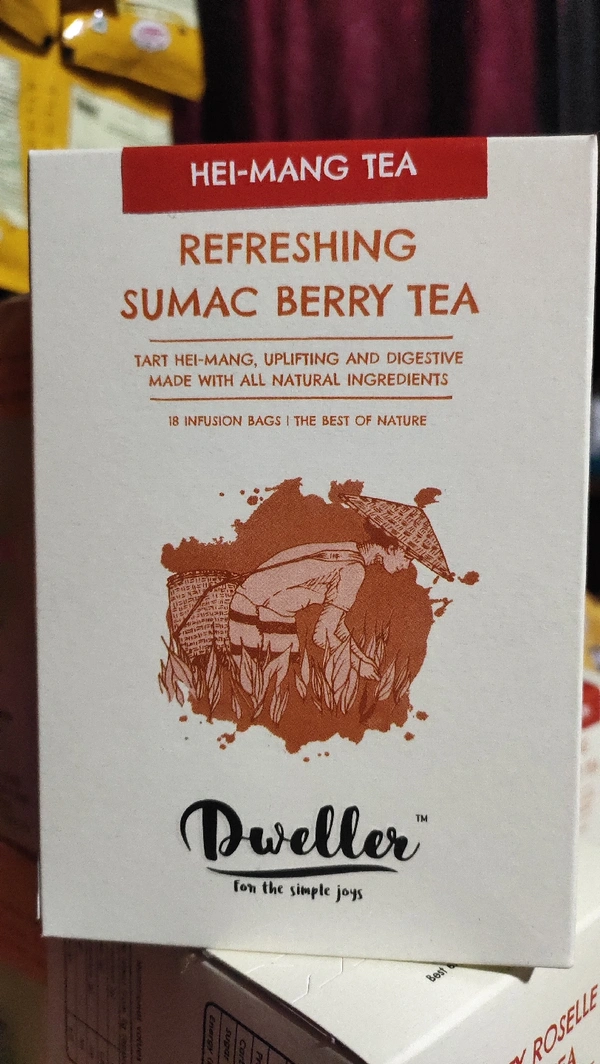 HEI-MANG TEA
REFRESHING
SUMAC BERRY TEA
TART HEI-MANG, UPLIFTING AND DIGESTIVE
MADE WITH ALL NATURAL INGREDIENTS
18 INFUSION BAGS | THE BEST OF NATURE
Dweller™
For the simple joys
Best
ROSELLE